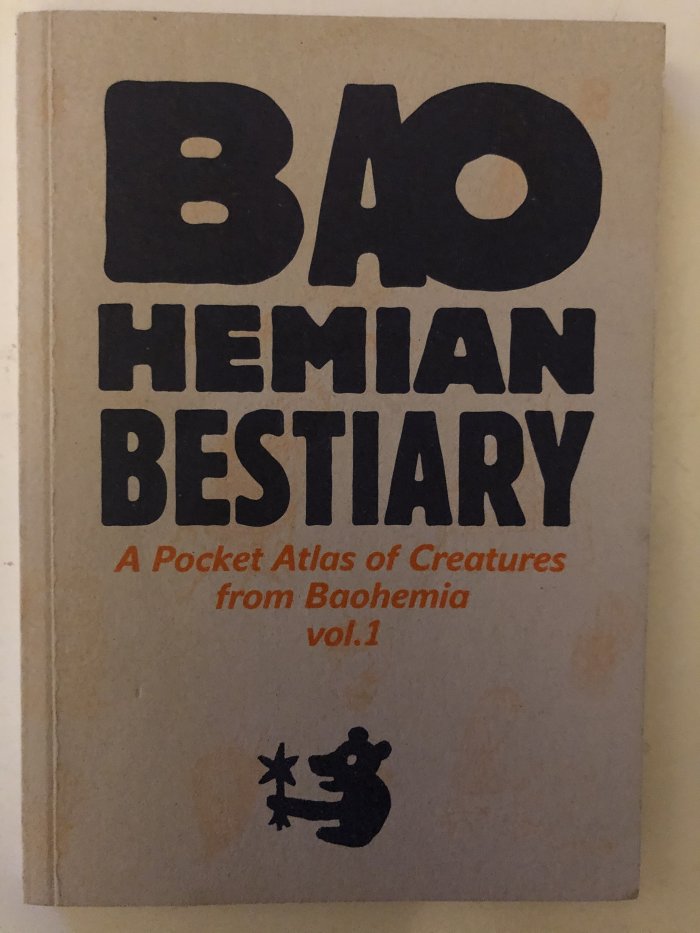 BAO
HEMIAN
BESTIARY
A Pocket Atlas of Creatures
from Baohemia
vol.1